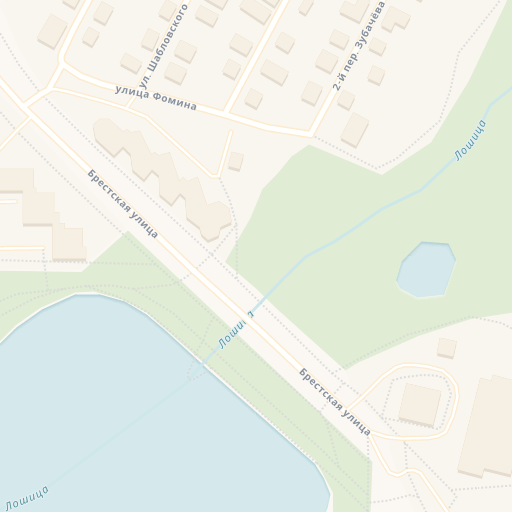 ул. Шабловского
2-й пер. Зубачёва
улица Фомина
Лошица
Брестская улица
Лошица
Брестская улица
Лошица